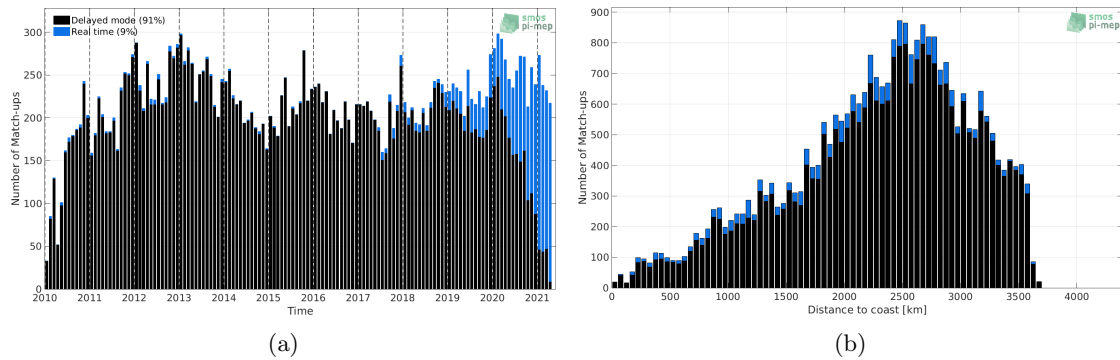 Delayed mode (91%)
Real time (9%)
smos
pi-mep
Number of Match-ups
300
250
200
150
100
50
0
2010 2011 2012 2013 2014 2015 2016 2017 2018 2019 2020 2021
Time
(a)
smos
pi-mep
Number of Match-ups
900
800
700
600
500
400
300
200
100
0
0 500 1000 1500 2000 2500 3000 3500 4000
Distance to coast [km]
(b)